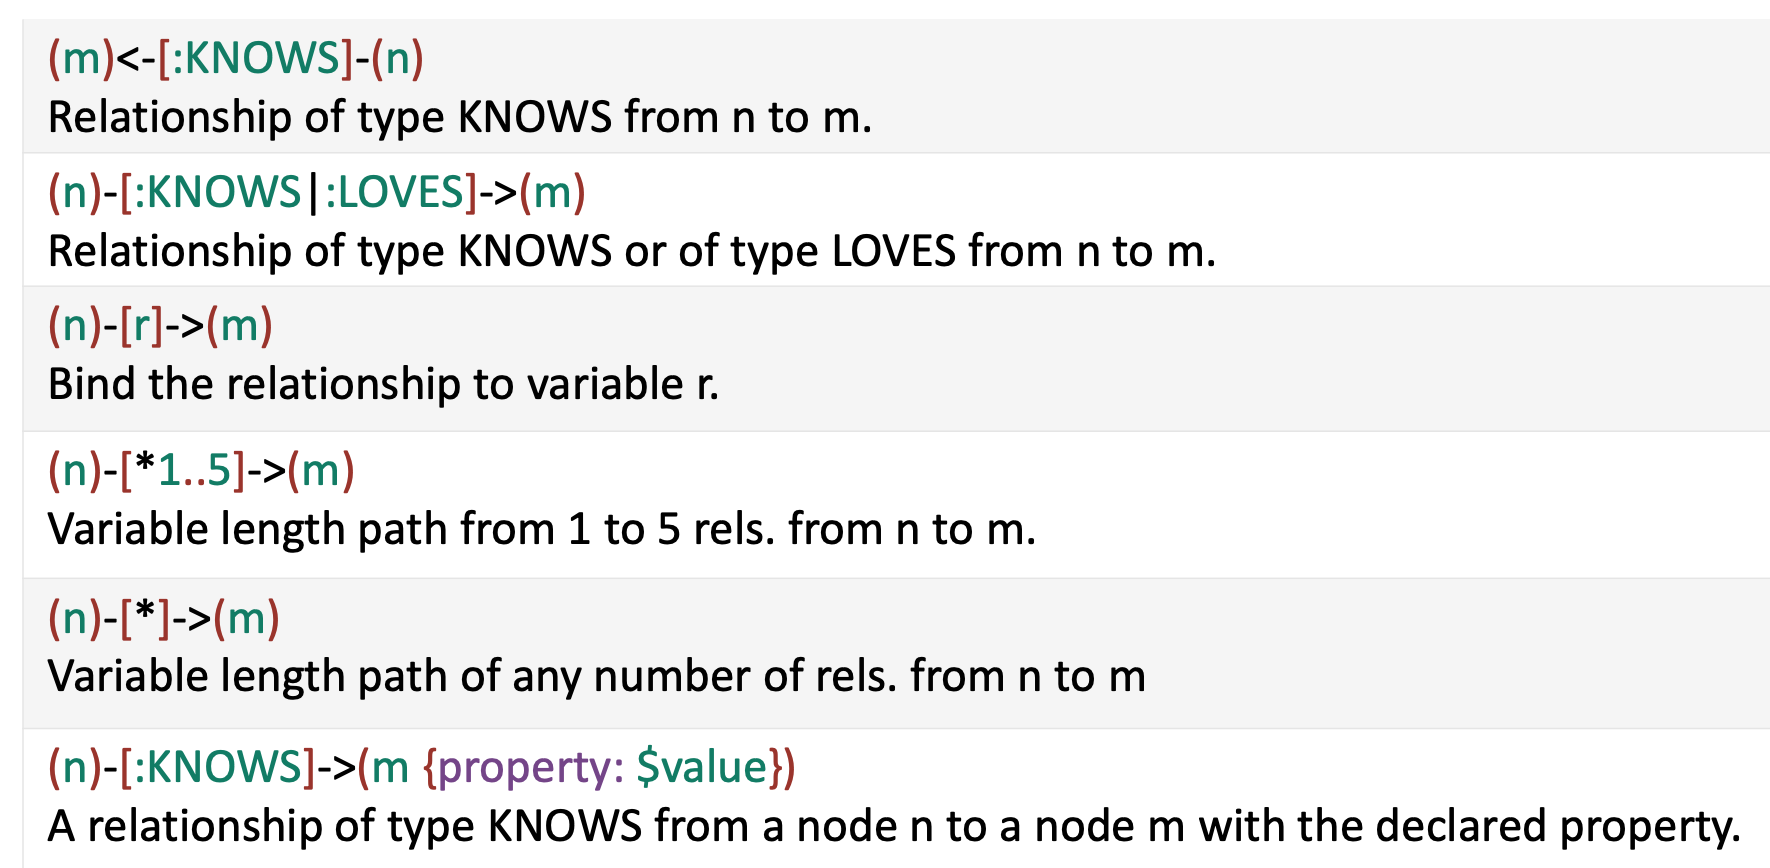 (m)<-[:KNOWS]-(n)
Relationship of type KNOWS from n to m.
(n)-[:KNOWS|:LOVES]->(m)
Relationship of type KNOWS or of type LOVES from n to m.
(n)-[r]->(m)
Bind the relationship to variable r.
(n)-[*1..5]->(m)
Variable length path from 1 to 5 rels. from n to m.
(n)-[*]->(m)
Variable length path of any number of rels. from n to m
(n)-[:KNOWS]->(m {property: $value})
A relationship of type KNOWS from a node n to a node m with the declared property.